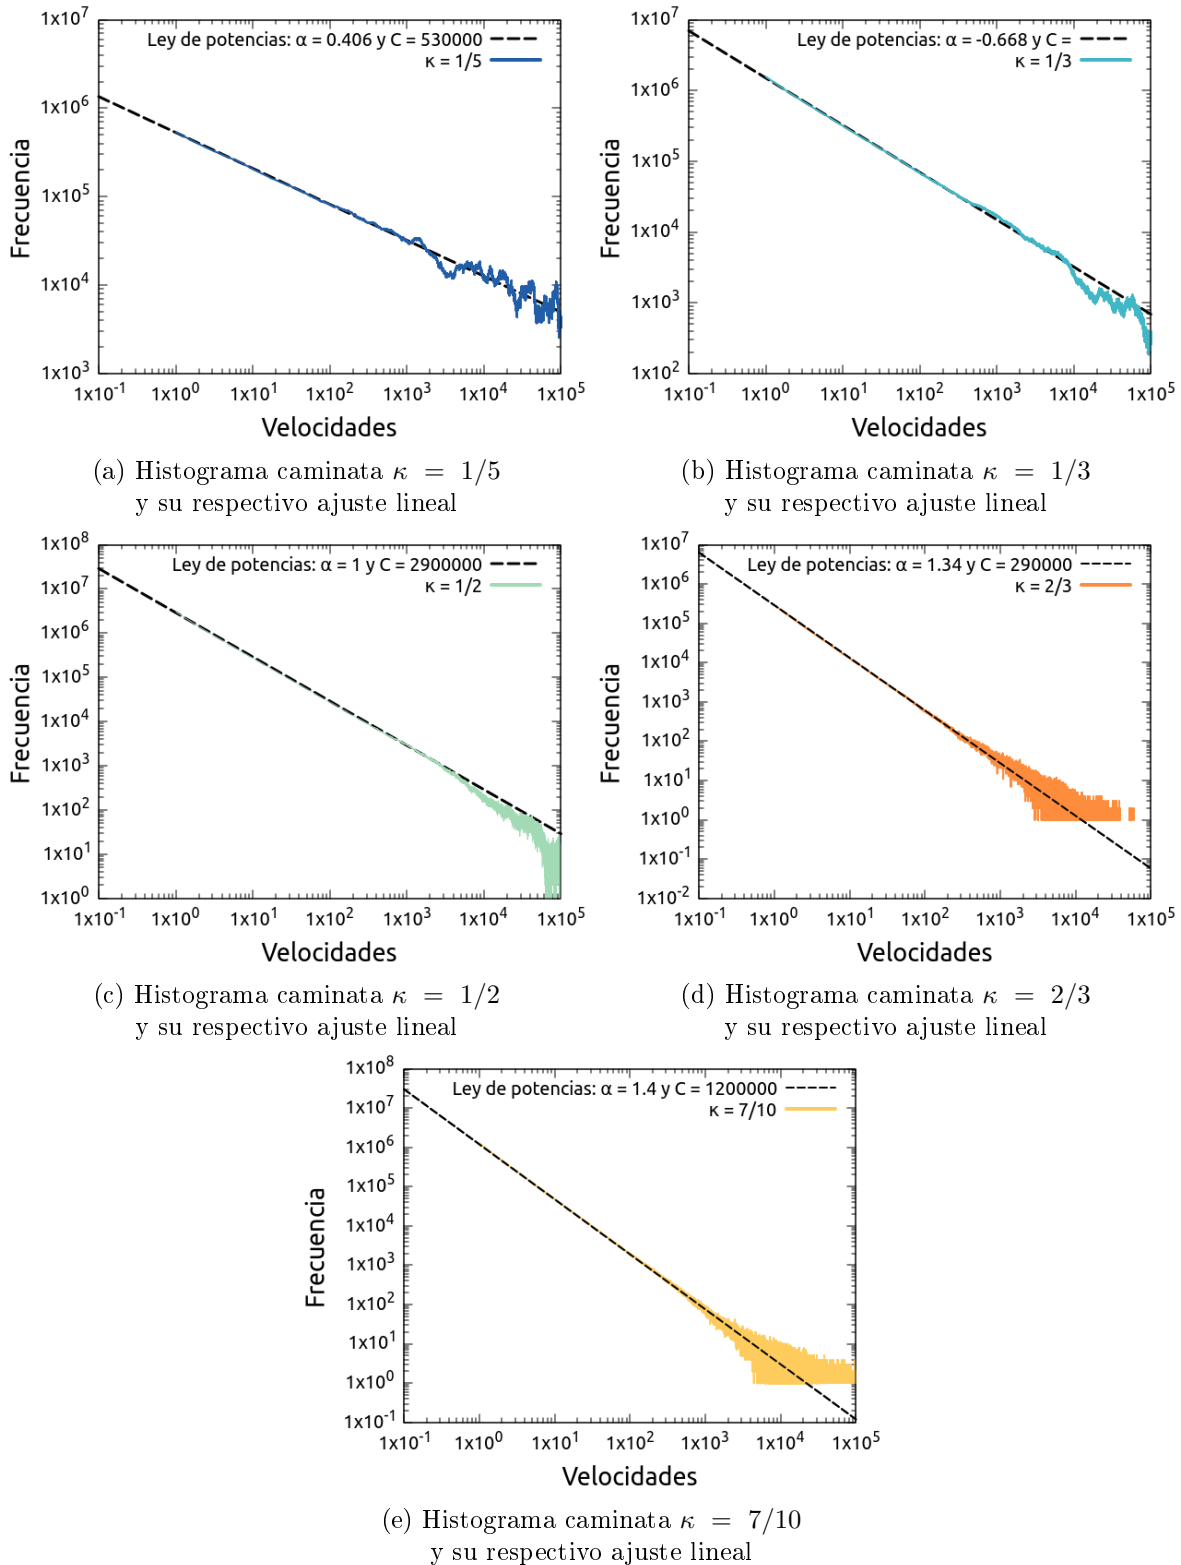 Ley de potencias: α = 0.406 y C = 530000
κ = 1/5
1x10^7
1x10^6
1x10^5
1x10^4
1x10^3
Frecuencia
1x10^-1 1x10^0 1x10^1 1x10^2 1x10^3 1x10^4 1x10^5
Velocidades
(a) Histograma caminata κ = 1/5
y su respectivo ajuste lineal
Ley de potencias: α = -0.668 y C =
κ = 1/3
1x10^7
1x10^6
1x10^5
1x10^4
1x10^3
1x10^2
Frecuencia
1x10^-1 1x10^0 1x10^1 1x10^2 1x10^3 1x10^4 1x10^5
Velocidades
(b) Histograma caminata κ = 1/3
y su respectivo ajuste lineal
Ley de potencias: α = 1 y C = 2900000
κ = 1/2
1x10^8
1x10^7
1x10^6
1x10^5
1x10^4
1x10^3
1x10^2
1x10^1
1x10^0
Frecuencia
1x10^-1 1x10^0 1x10^1 1x10^2 1x10^3 1x10^4 1x10^5
Velocidades
(c) Histograma caminata κ = 1/2
y su respectivo ajuste lineal
Ley de potencias: α = 1.34 y C = 290000
κ = 2/3
1x10^7
1x10^6
1x10^5
1x10^4
1x10^3
1x10^2
1x10^1
1x10^0
1x10^-1
1x10^-2
Frecuencia
1x10^-1 1x10^0 1x10^1 1x10^2 1x10^3 1x10^4 1x10^5
Velocidades
(d) Histograma caminata κ = 2/3
y su respectivo ajuste lineal
Ley de potencias: α = 1.4 y C = 1200000
κ = 7/10
1x10^8
1x10^7
1x10^6
1x10^5
1x10^4
1x10^3
1x10^2
1x10^1
1x10^0
1x10^-1
Frecuencia
1x10^-1 1x10^0 1x10^1 1x10^2 1x10^3 1x10^4 1x10^5
Velocidades
(e) Histograma caminata κ = 7/10
y su respectivo ajuste lineal